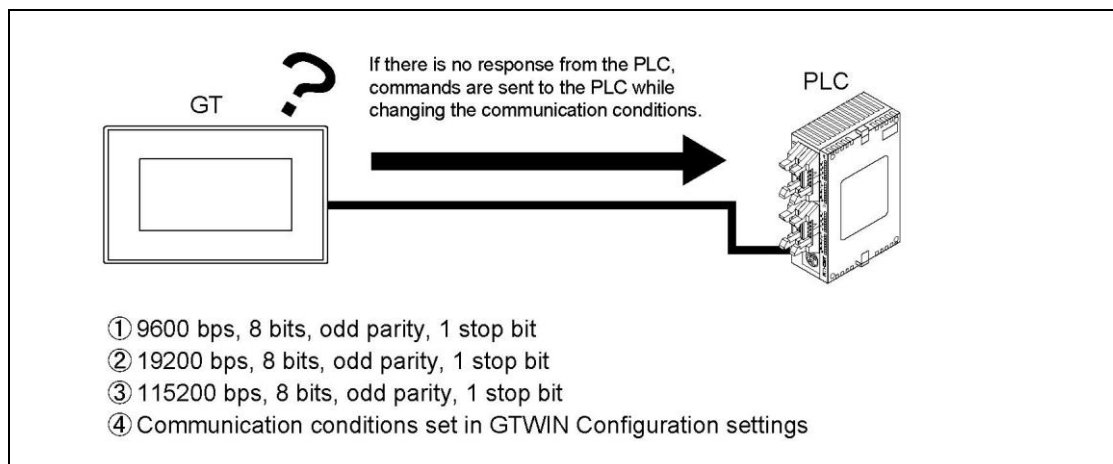 If there is no response from the PLC,
commands are sent to the PLC while
changing the communication conditions.
GT
PLC
① 9600 bps, 8 bits, odd parity, 1 stop bit
② 19200 bps, 8 bits, odd parity, 1 stop bit
③ 115200 bps, 8 bits, odd parity, 1 stop bit
④ Communication conditions set in GTWIN Configuration settings